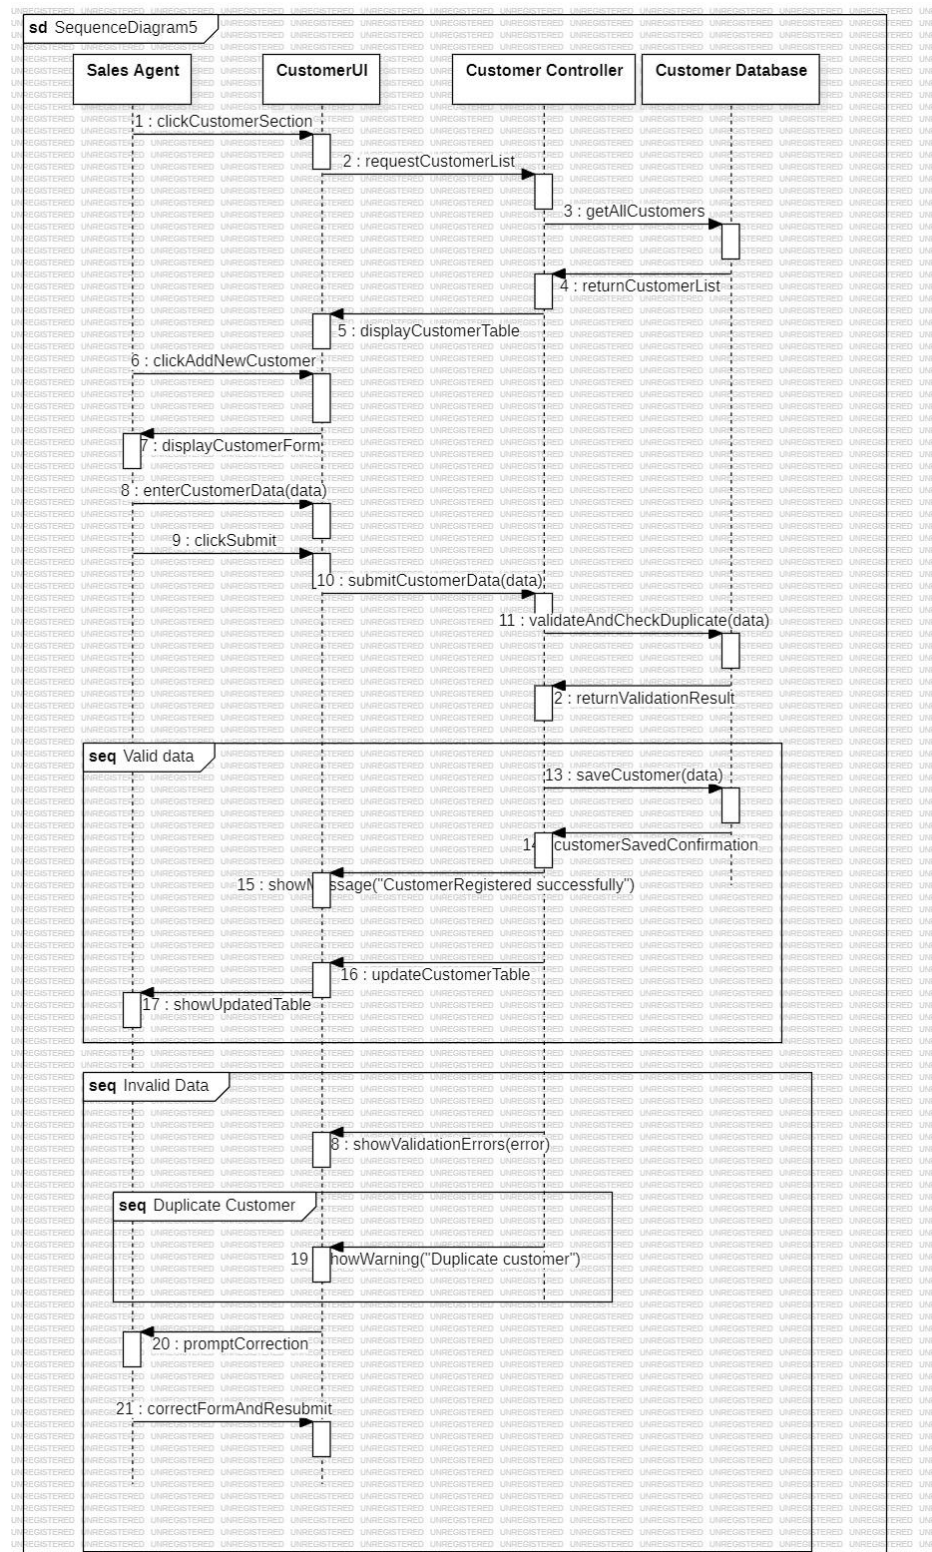 sd SequenceDiagram5
Sales Agent
CustomerUI
Customer Controller
Customer Database
1 : clickCustomerSection
2 : requestCustomerList
3 : getAllCustomers
4 : returnCustomerList
5 : displayCustomerTable
6 : clickAddNewCustomer
7 : displayCustomerForm
8 : enterCustomerData(data)
9 : clickSubmit
10 : submitCustomerData(data)
11 : validateAndCheckDuplicate(data)
2 : returnValidationResult
seq Valid data
13 : saveCustomer(data)
14 customerSavedConfirmation
15 : showMessage("CustomerRegistered successfully")
16 : updateCustomerTable
17 : showUpdatedTable
seq Invalid Data
8 : showValidationErrors(error)
seq Duplicate Customer
19 howWarning("Duplicate customer")
20 : promptCorrection
21 : correctFormAndResubmit
UNREGISTERED